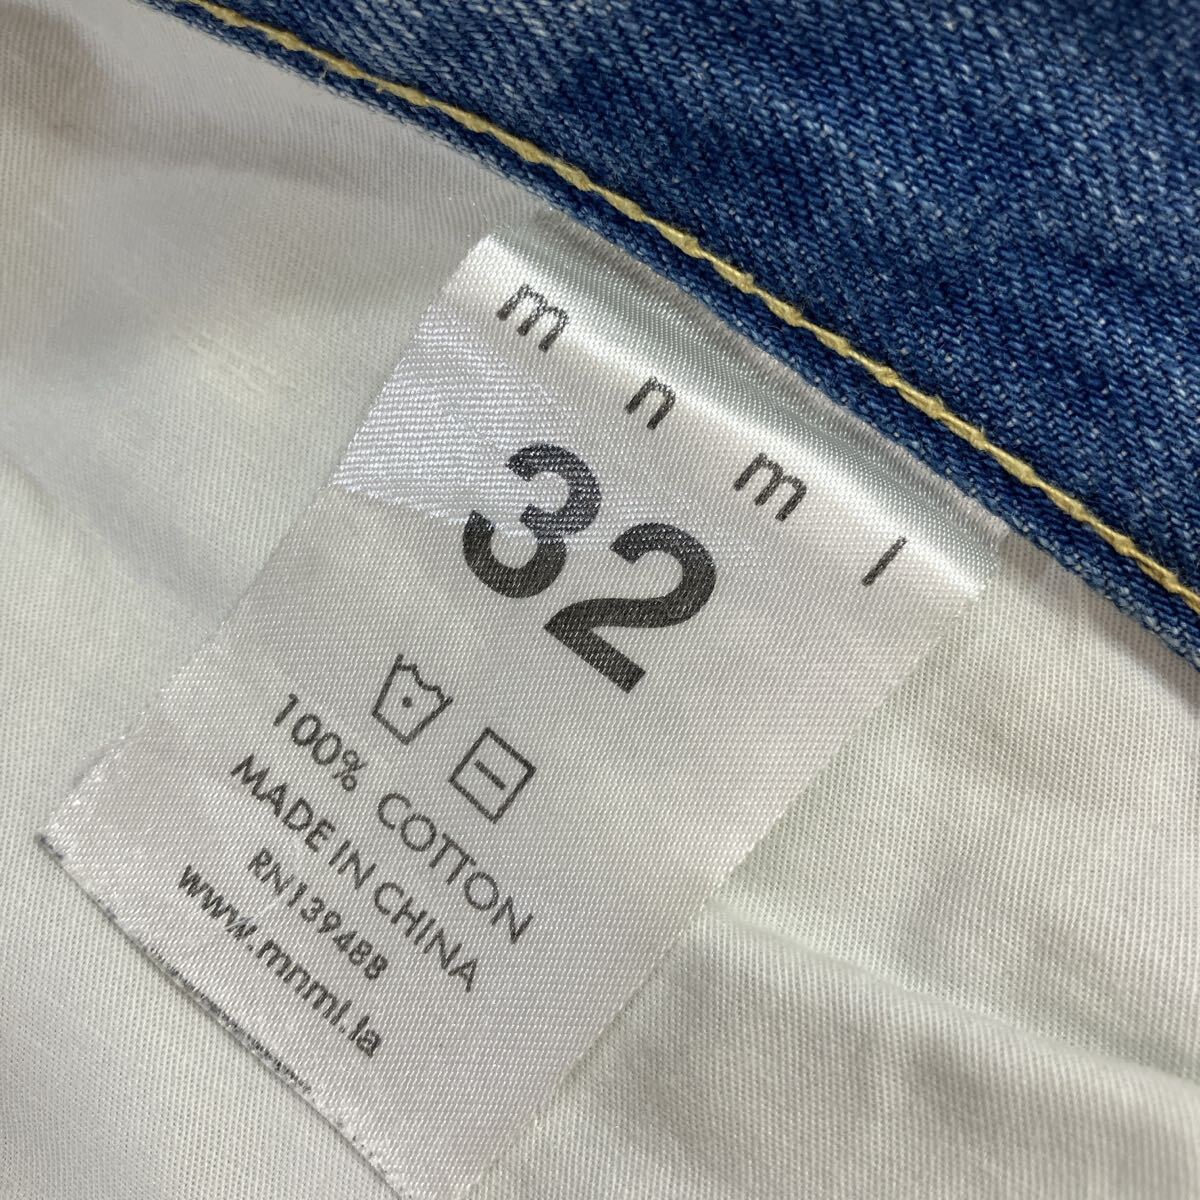 m n m l
32
100% COTTON
MADE IN CHINA
RN139488
www.mnml.la